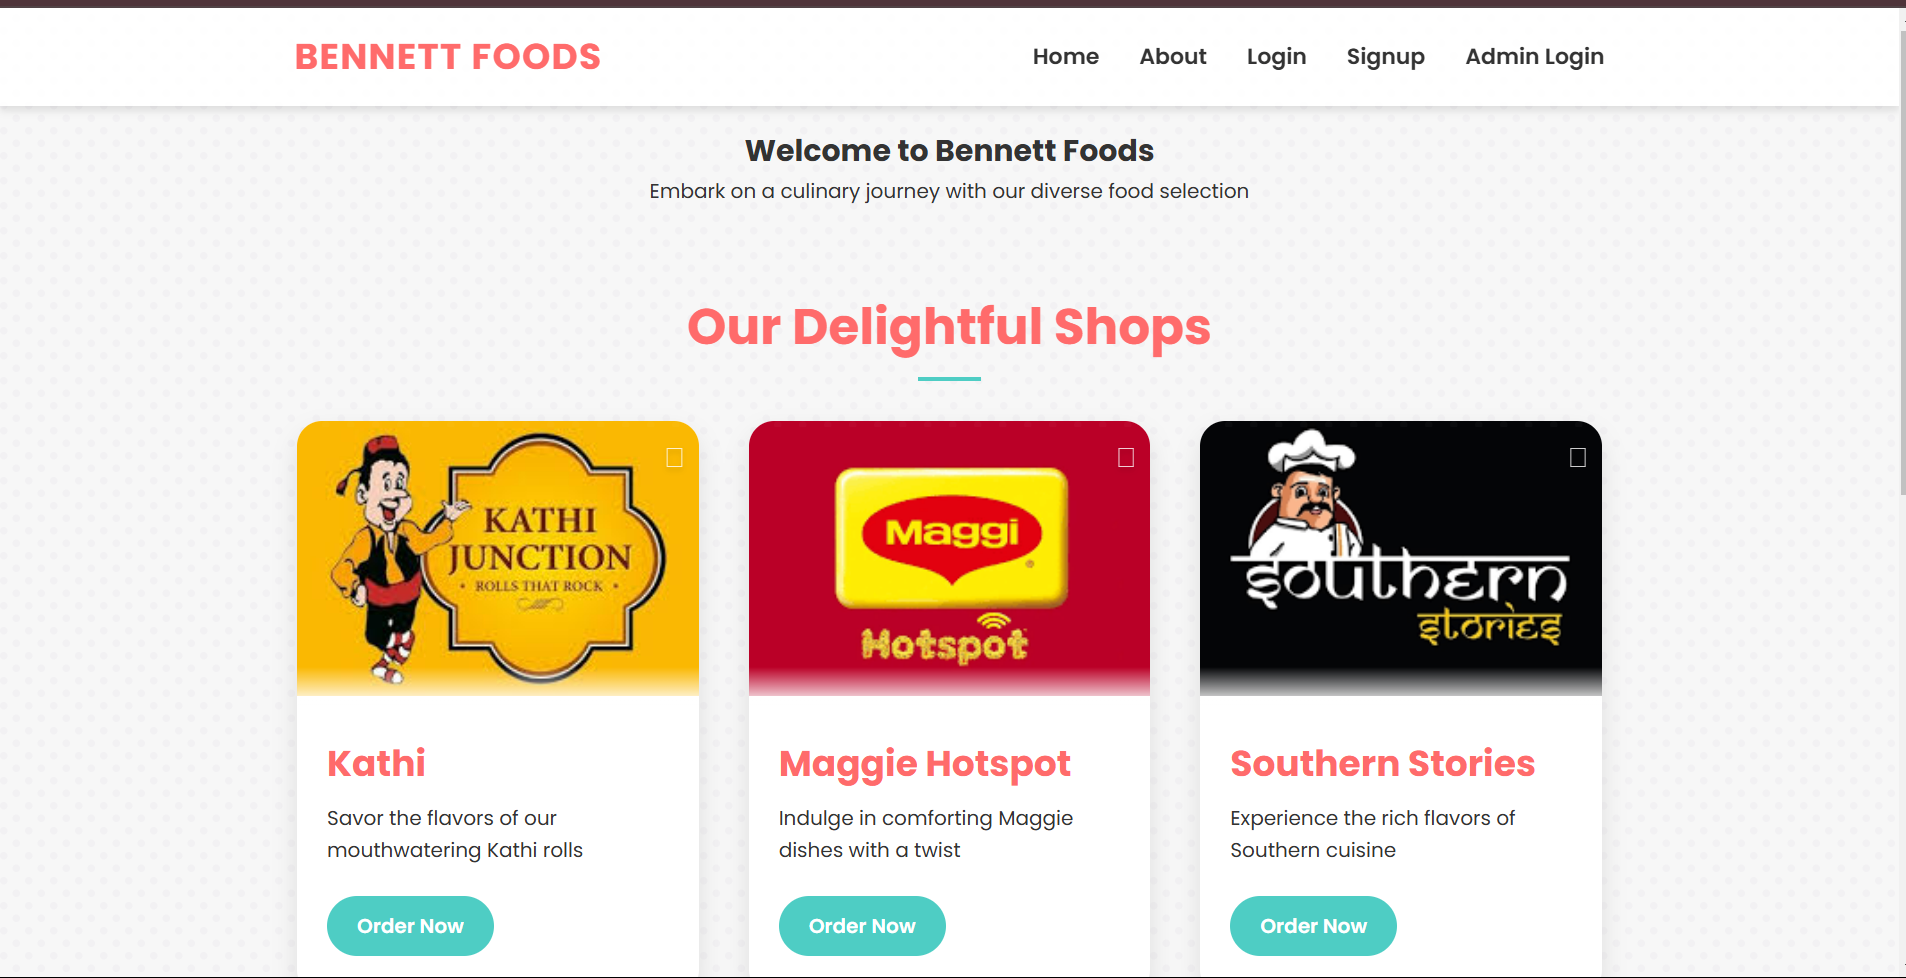 BENNETT FOODS
Home About Login Signup Admin Login
Welcome to Bennett Foods
Embark on a culinary journey with our diverse food selection
Our Delightful Shops
KATHI
JUNCTION
• ROLLS THAT ROCK •
Maggi
®
Hotspot
southern
stories
Kathi
Savor the flavors of our
mouthwatering Kathi rolls
Order Now
Maggie Hotspot
Indulge in comforting Maggie
dishes with a twist
Order Now
Southern Stories
Experience the rich flavors of
Southern cuisine
Order Now